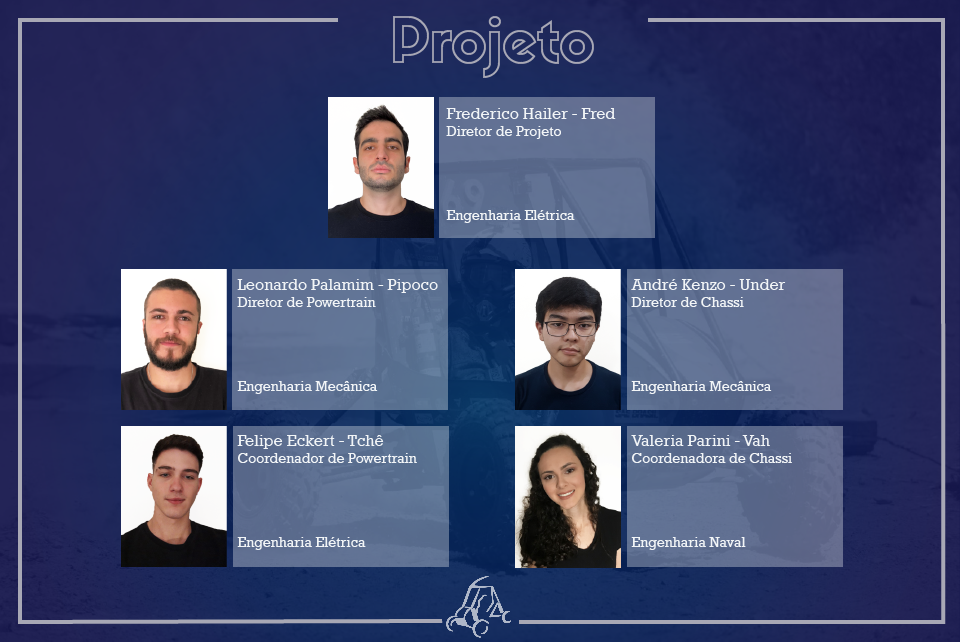 Projeto
Frederico Hailer - Fred
Diretor de Projeto
Engenharia Elétrica
Leonardo Palamim - Pipoco
Diretor de Powertrain
Engenharia Mecânica
André Kenzo - Under
Diretor de Chassi
Engenharia Mecânica
Felipe Eckert - Tchê
Coordenador de Powertrain
Engenharia Elétrica
Valeria Parini - Vah
Coordenadora de Chassi
Engenharia Naval